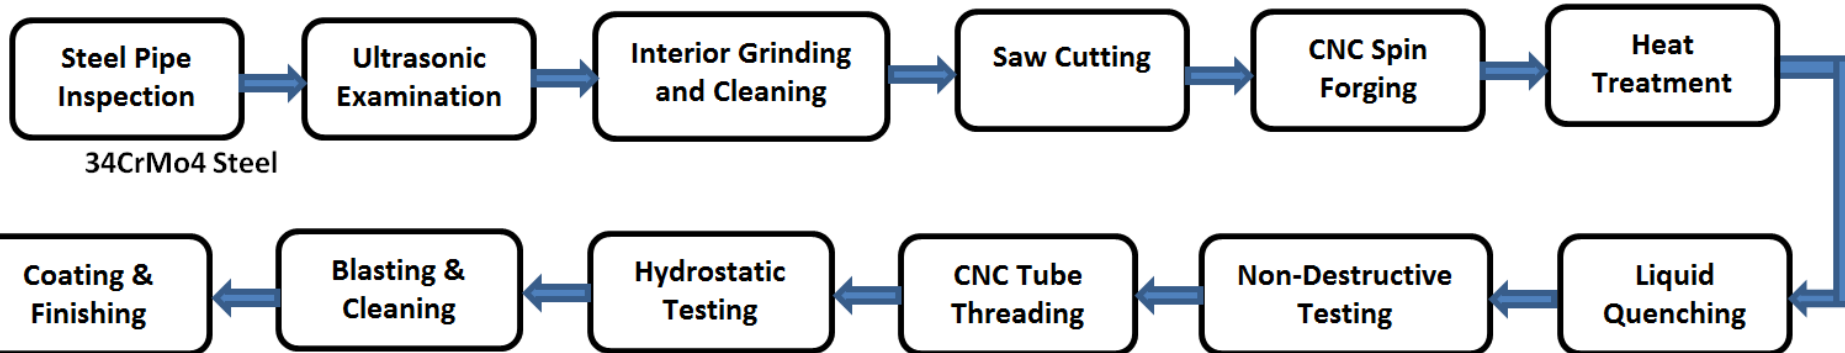 Steel Pipe
Inspection
Ultrasonic
Examination
Interior Grinding
and Cleaning
Saw Cutting
CNC Spin
Forging
Heat
Treatment
34CrMo4 Steel
Liquid
Quenching
Non-Destructive
Testing
CNC Tube
Threading
Hydrostatic
Testing
Blasting &
Cleaning
Coating &
Finishing